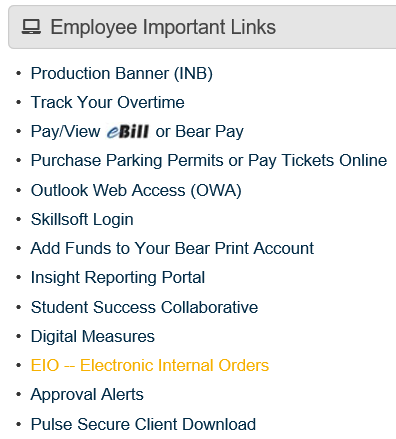 Employee Important Links
Production Banner (INB)
Track Your Overtime
Pay/View eBill or Bear Pay
Purchase Parking Permits or Pay Tickets Online
Outlook Web Access (OWA)
Skillsoft Login
Add Funds to Your Bear Print Account
Insight Reporting Portal
Student Success Collaborative
Digital Measures
EIO -- Electronic Internal Orders
Approval Alerts
Pulse Secure Client Download